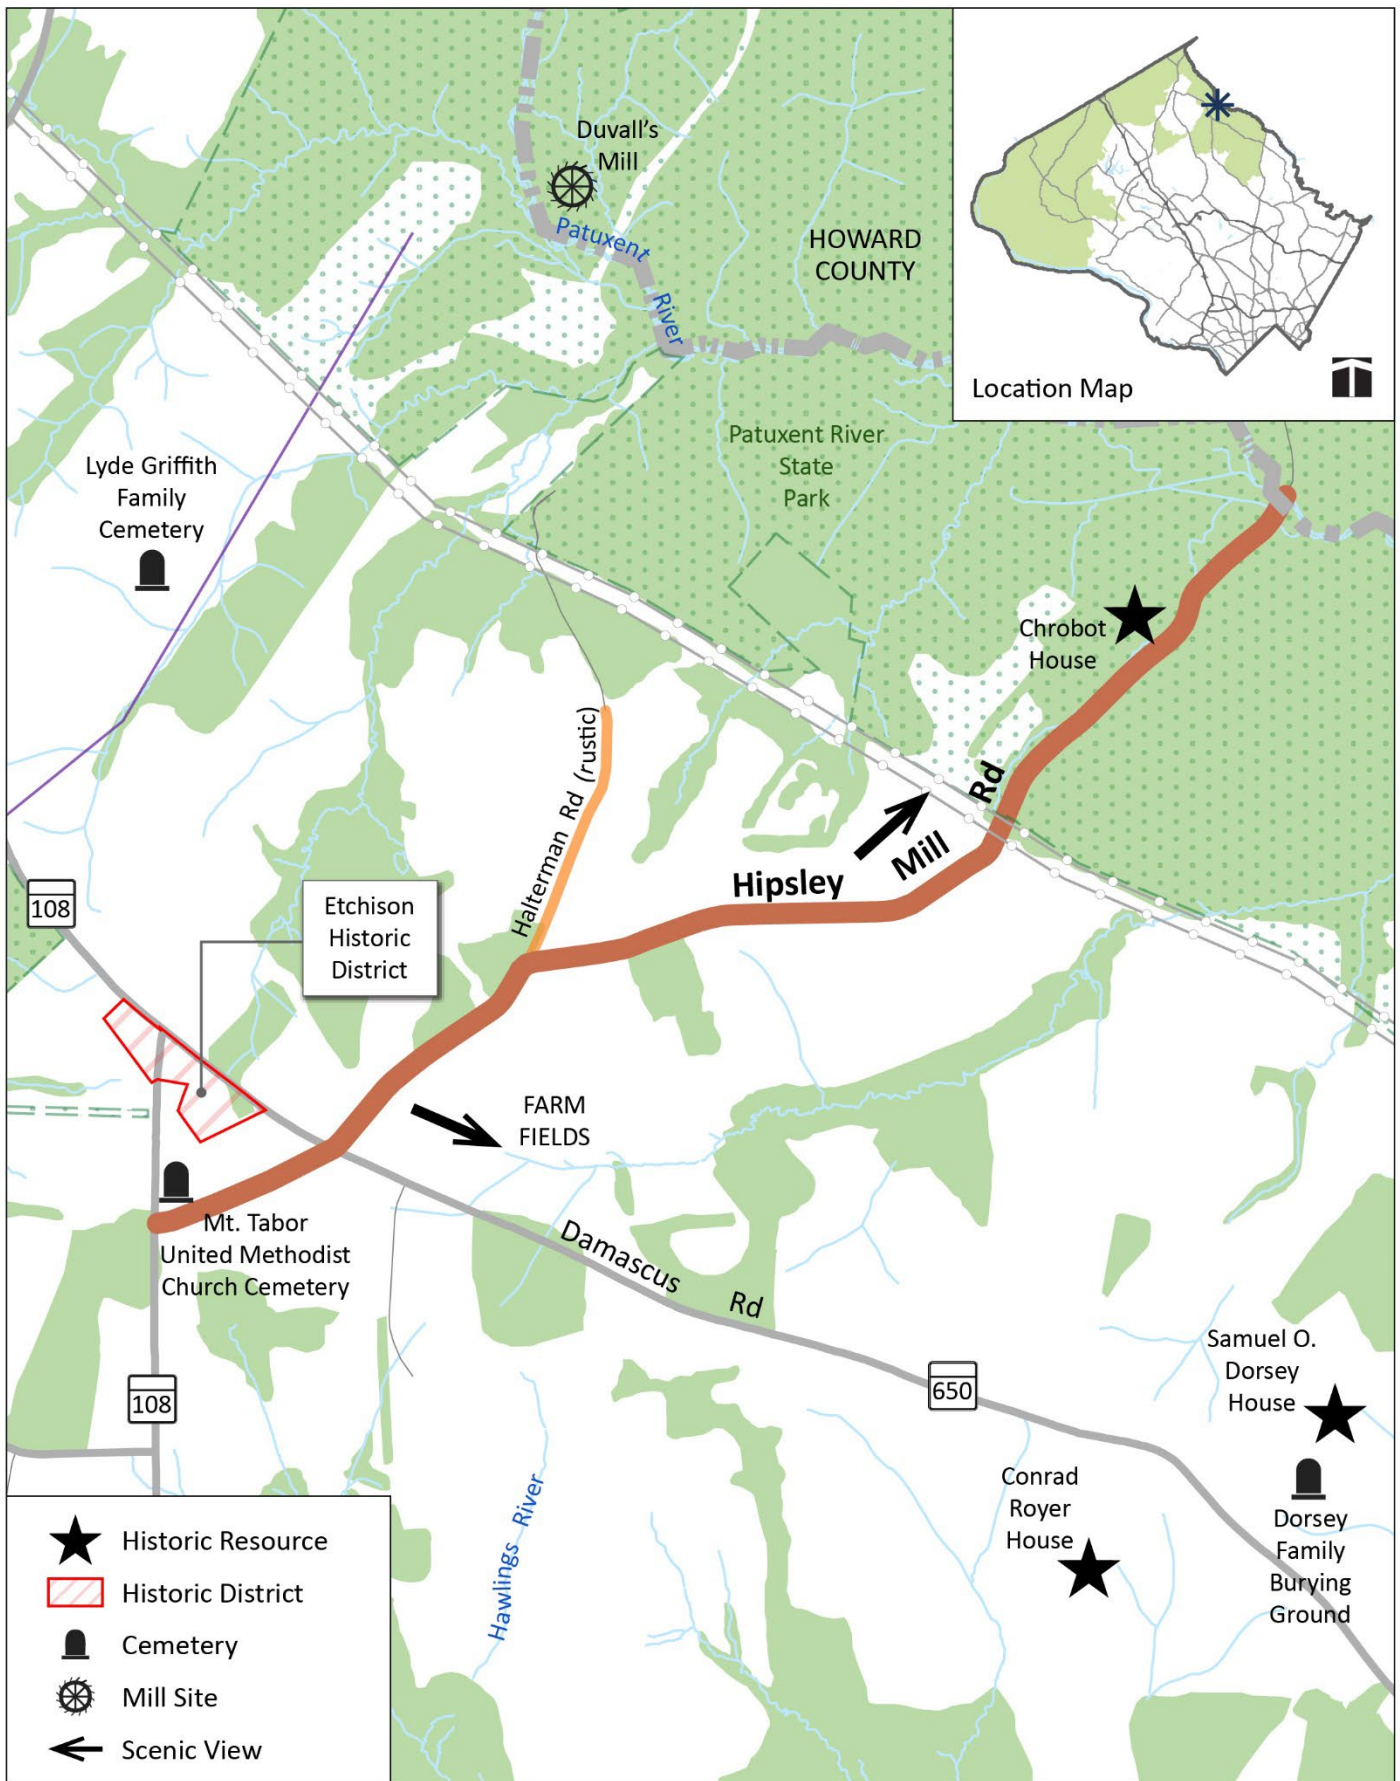 Duvall's
Mill
Patuxent
River
HOWARD
COUNTY
Location Map
Patuxent River
State
Park
Lyde Griffith
Family
Cemetery
Chrobot
House
Halterman Rd (rustic)
Hipsley
Mill
Rd
108
Etchison
Historic
District
FARM
FIELDS
Mt. Tabor
United Methodist
Church Cemetery
Damascus
Rd
108
650
Samuel O.
Dorsey
House
Conrad
Royer
House
Dorsey
Family
Burying
Ground
Hawlings River
Historic Resource
Historic District
Cemetery
Mill Site
Scenic View